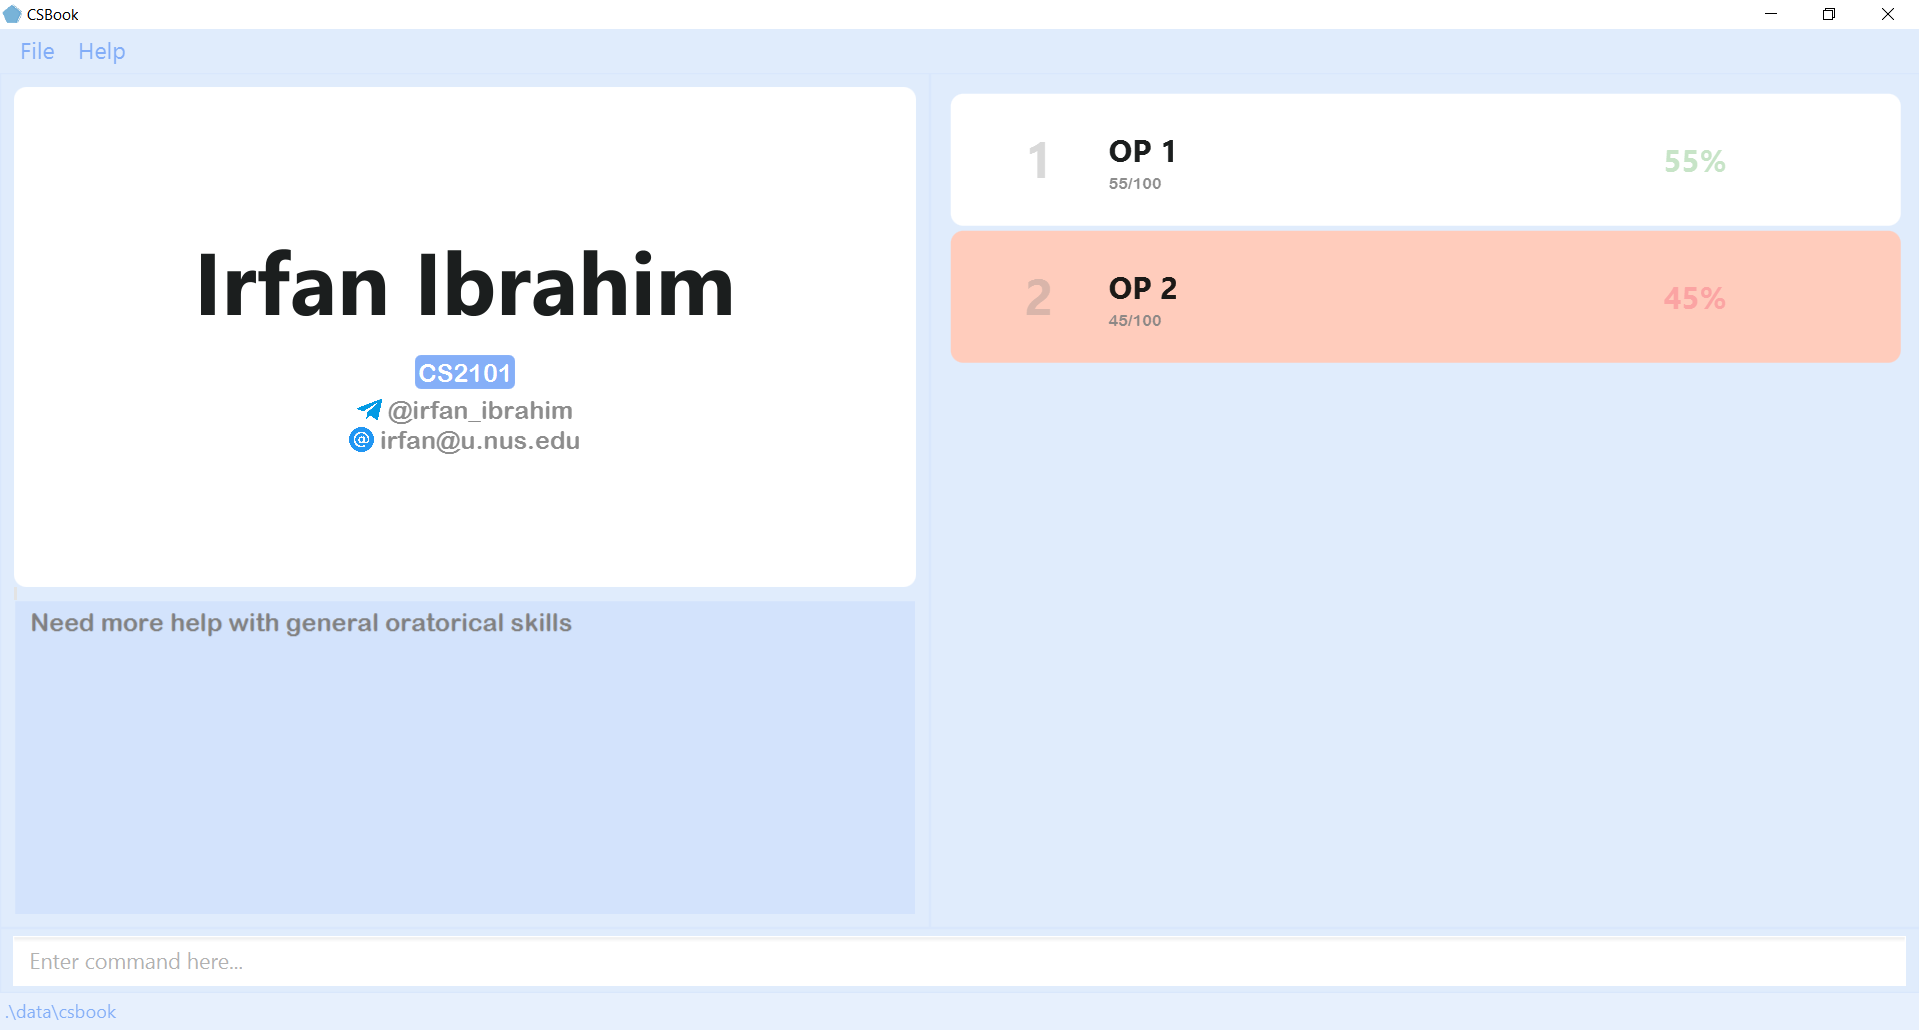 CSBook
File Help
Irfan Ibrahim
CS2101
@irfan_ibrahim
irfan@u.nus.edu
Need more help with general oratorical skills
1
OP 1
55/100
55%
2
OP 2
45/100
45%
Enter command here...
.\data\csbook